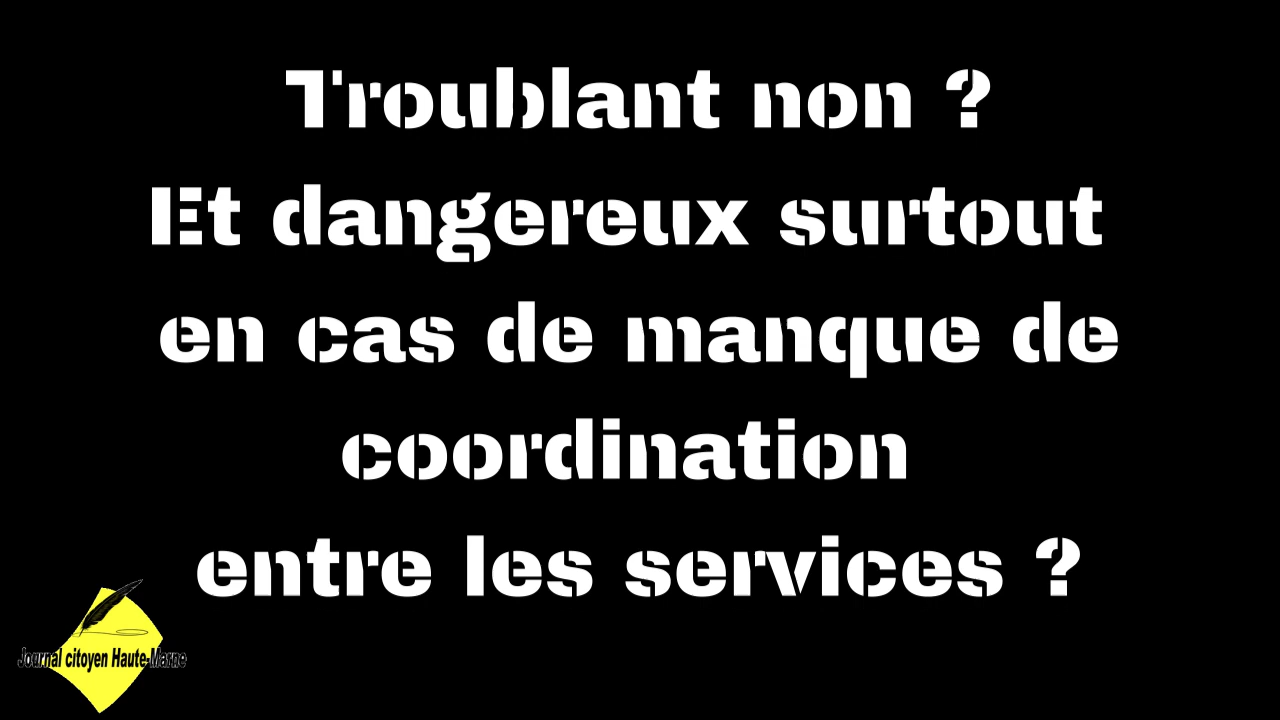 Troublant non ?
Et dangereux surtout
en cas de manque de
coordination
entre les services ?
Journal citoyen Haute-Marne